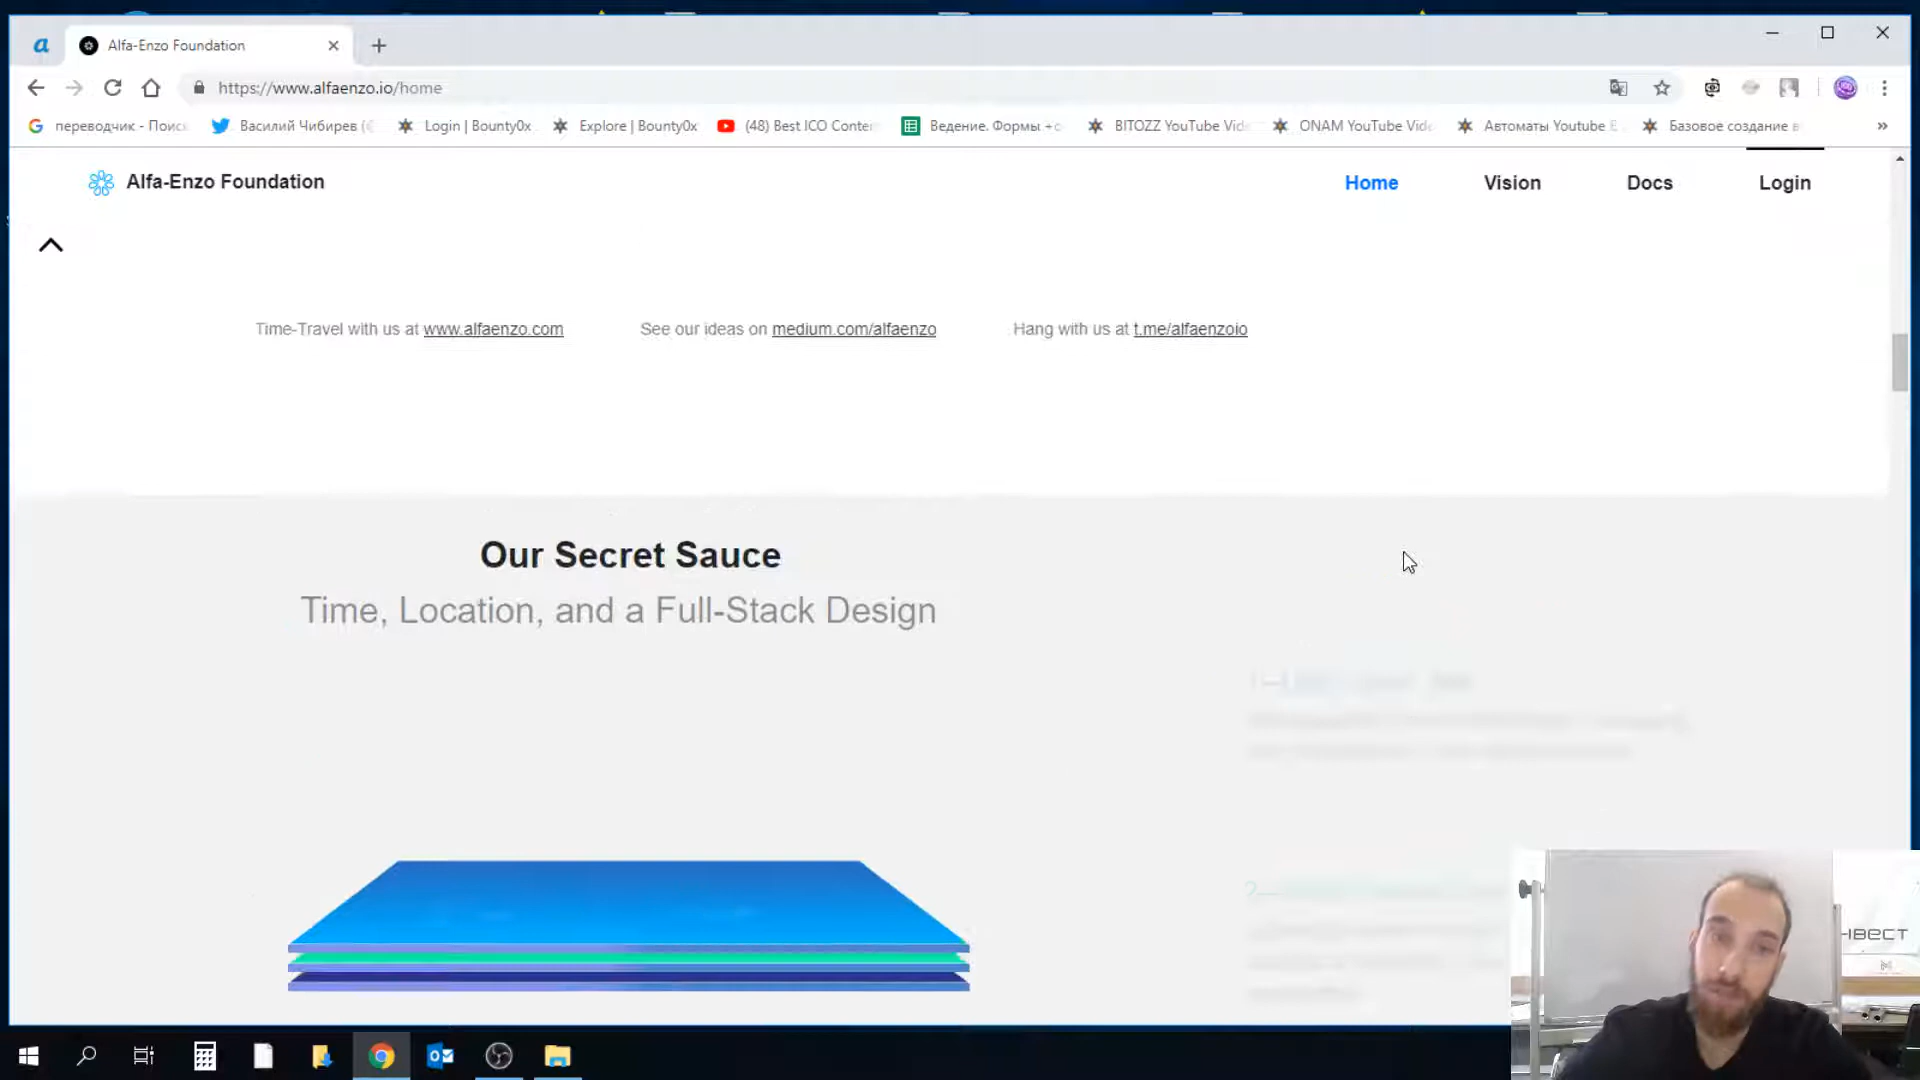 a
Alfa-Enzo Foundation
https://www.alfaenzo.io/home
переводчик - Поис
Василий Чибирев (
Login | Bounty0x
Explore | Bounty0x
(48) Best ICO Conten
Ведение. Формы +с
BITOZZ YouTube Vid
ONAM YouTube Vid
Автоматы Youtube
Базовое создание в
Alfa-Enzo Foundation
Home
Vision
Docs
Login
Time-Travel with us at www.alfaenzo.com
See our ideas on medium.com/alfaenzo
Hang with us at t.me/alfaenzoio
Our Secret Sauce
Time, Location, and a Full-Stack Design